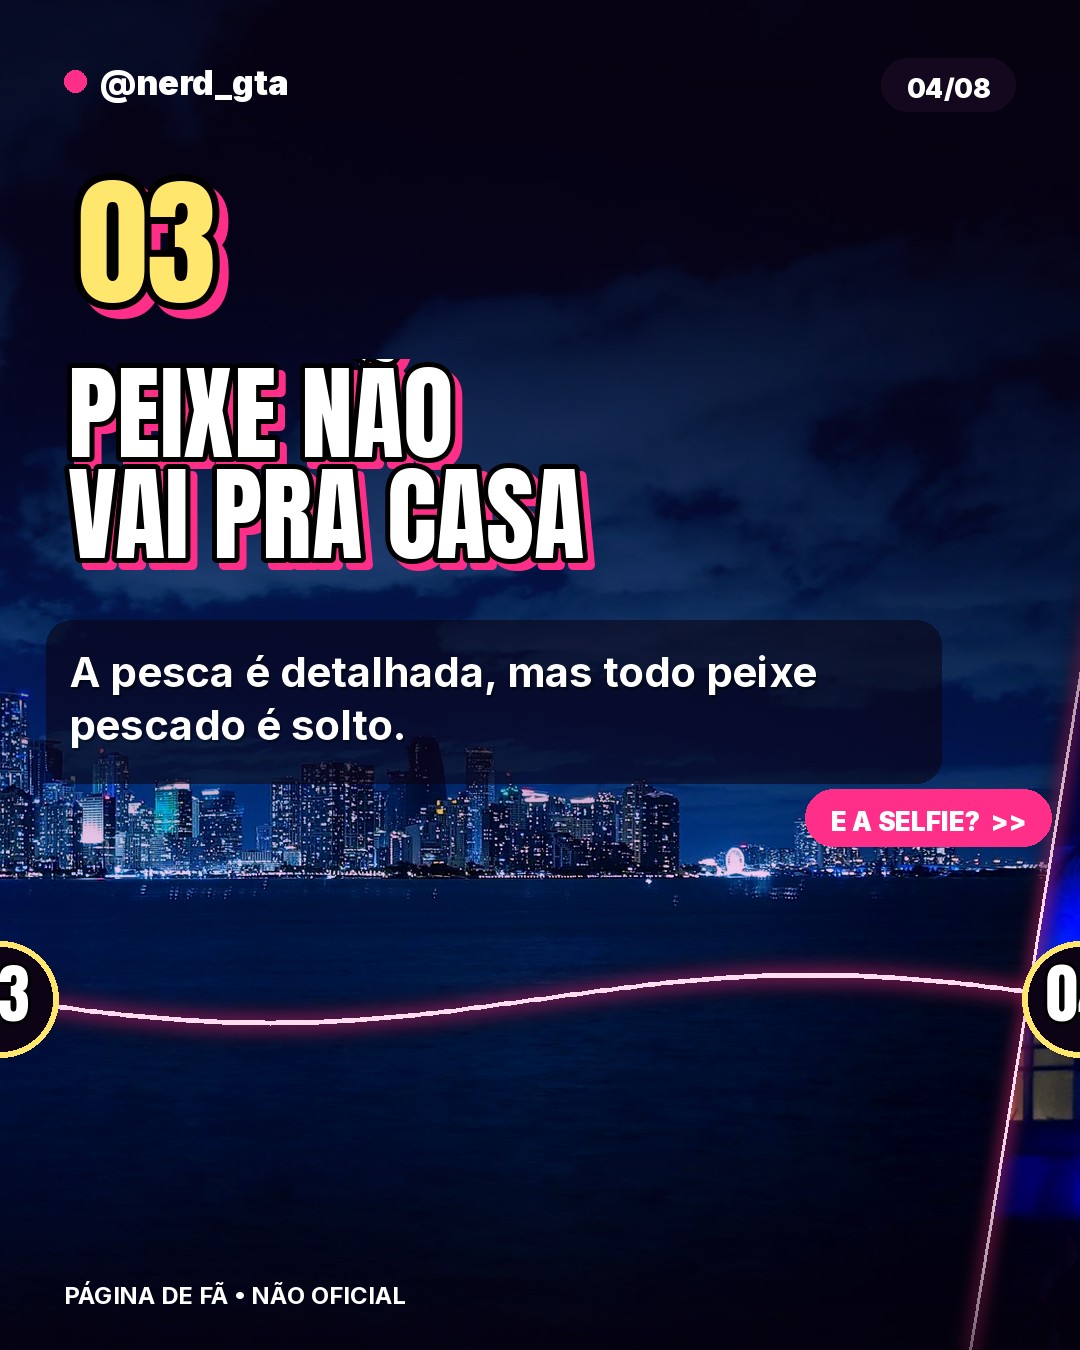 @nerd_gta
04/08
03
PEIXE NÃO
VAI PRA CASA
A pesca é detalhada, mas todo peixe
pescado é solto.
E A SELFIE? >>
3
0
PÁGINA DE FÃ • NÃO OFICIAL